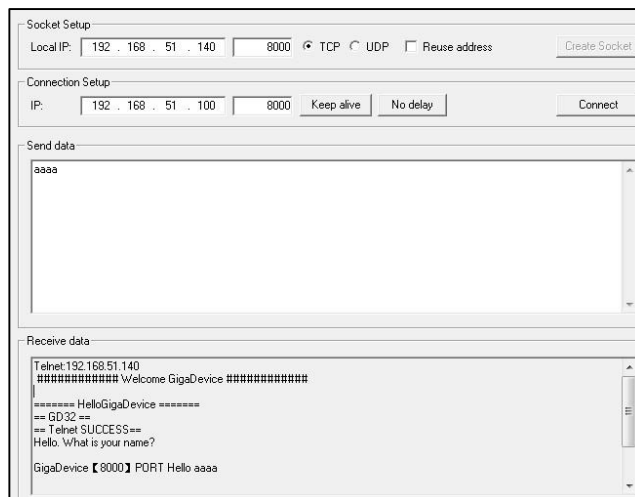 Socket Setup
Local IP: 192 . 168 . 51 . 140 8000 TCP UDP Reuse address Create Socket
Connection Setup
IP: 192 . 168 . 51 . 100 8000 Keep alive No delay Connect
Send data
aaaa
Receive data
Telnet:192.168.51.140
############ Welcome GigaDevice ############
======= HelloGigaDevice =======
== GD32 ==
== Telnet SUCCESS==
Hello. What is your name?
GigaDevice【8000】PORT Hello aaaa